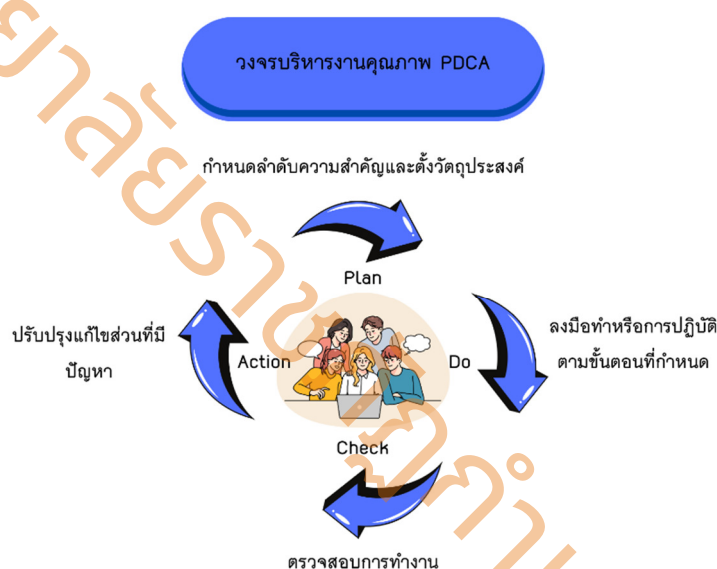 วงจรบริหารงานคุณภาพ PDCA
กำหนดลำดับความสำคัญและตั้งวัตถุประสงค์
Plan
ปรับปรุงแก้ไขส่วนที่มี
ปัญหา
Action
Do
ลงมือทำหรือการปฏิบัติ
ตามขั้นตอนที่กำหนด
Check
ตรวจสอบการทำงาน